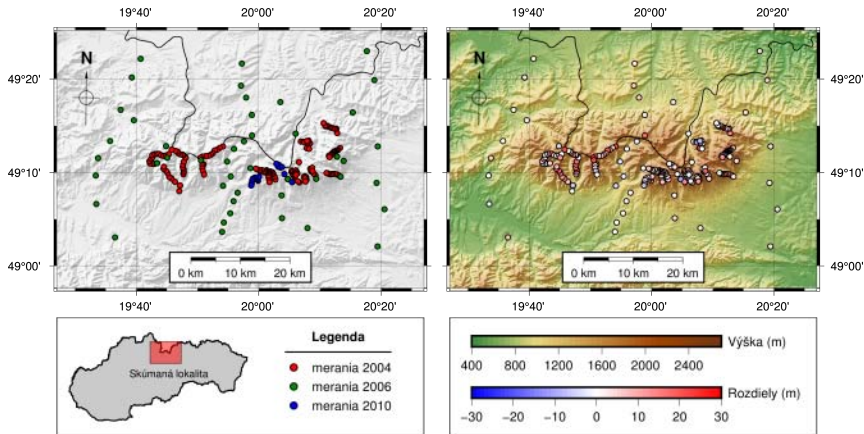 19°40' 20°00' 20°20' 19°40' 20°00' 20°20'
49°20' N N 49°20'
49°10' 49°10'
49°00' 0 km 10 km 20 km 0 km 10 km 20 km 49°00'
19°40' 20°00' 20°20' 19°40' 20°00' 20°20'
Skúmaná lokalita
Legenda
merania 2004
merania 2006
merania 2010
Výška (m)
400 800 1200 1600 2000 2400
Rozdiely (m)
−30 −20 −10 0 10 20 30